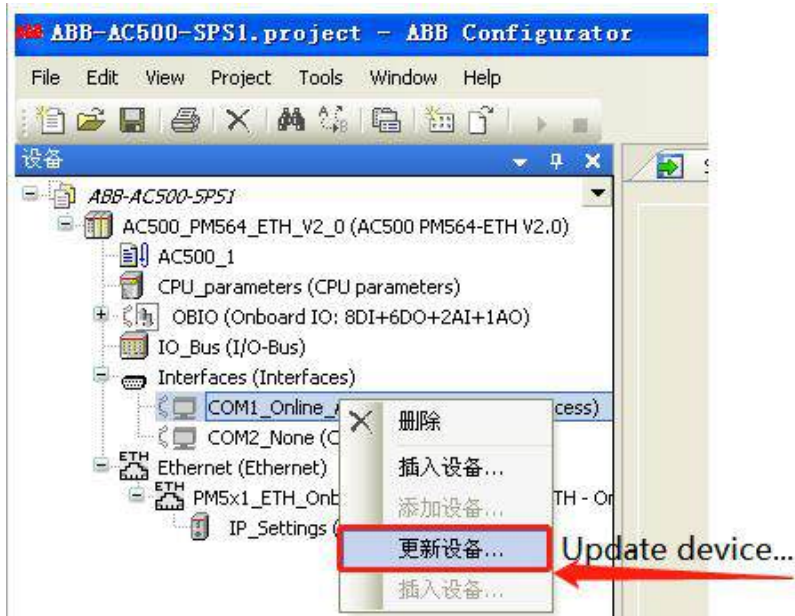 ABB-AC500-SPS1.project - ABB Configurator
File Edit View Project Tools Window Help
设备
ABB-AC500-SPS1
AC500_PM564_ETH_V2_0 (AC500 PM564-ETH V2.0)
AC500_1
CPU_parameters (CPU parameters)
OBIO (Onboard IO: 8DI+6DO+2AI+1AO)
IO_Bus (I/O-Bus)
Interfaces (Interfaces)
COM1_Online_ cess)
删除
COM2_None (C
Ethernet (Ethernet)
插入设备...
PM5x1_ETH_Onb TH - Or
添加设备...
IP_Settings (
更新设备... Update device...
插入设备...